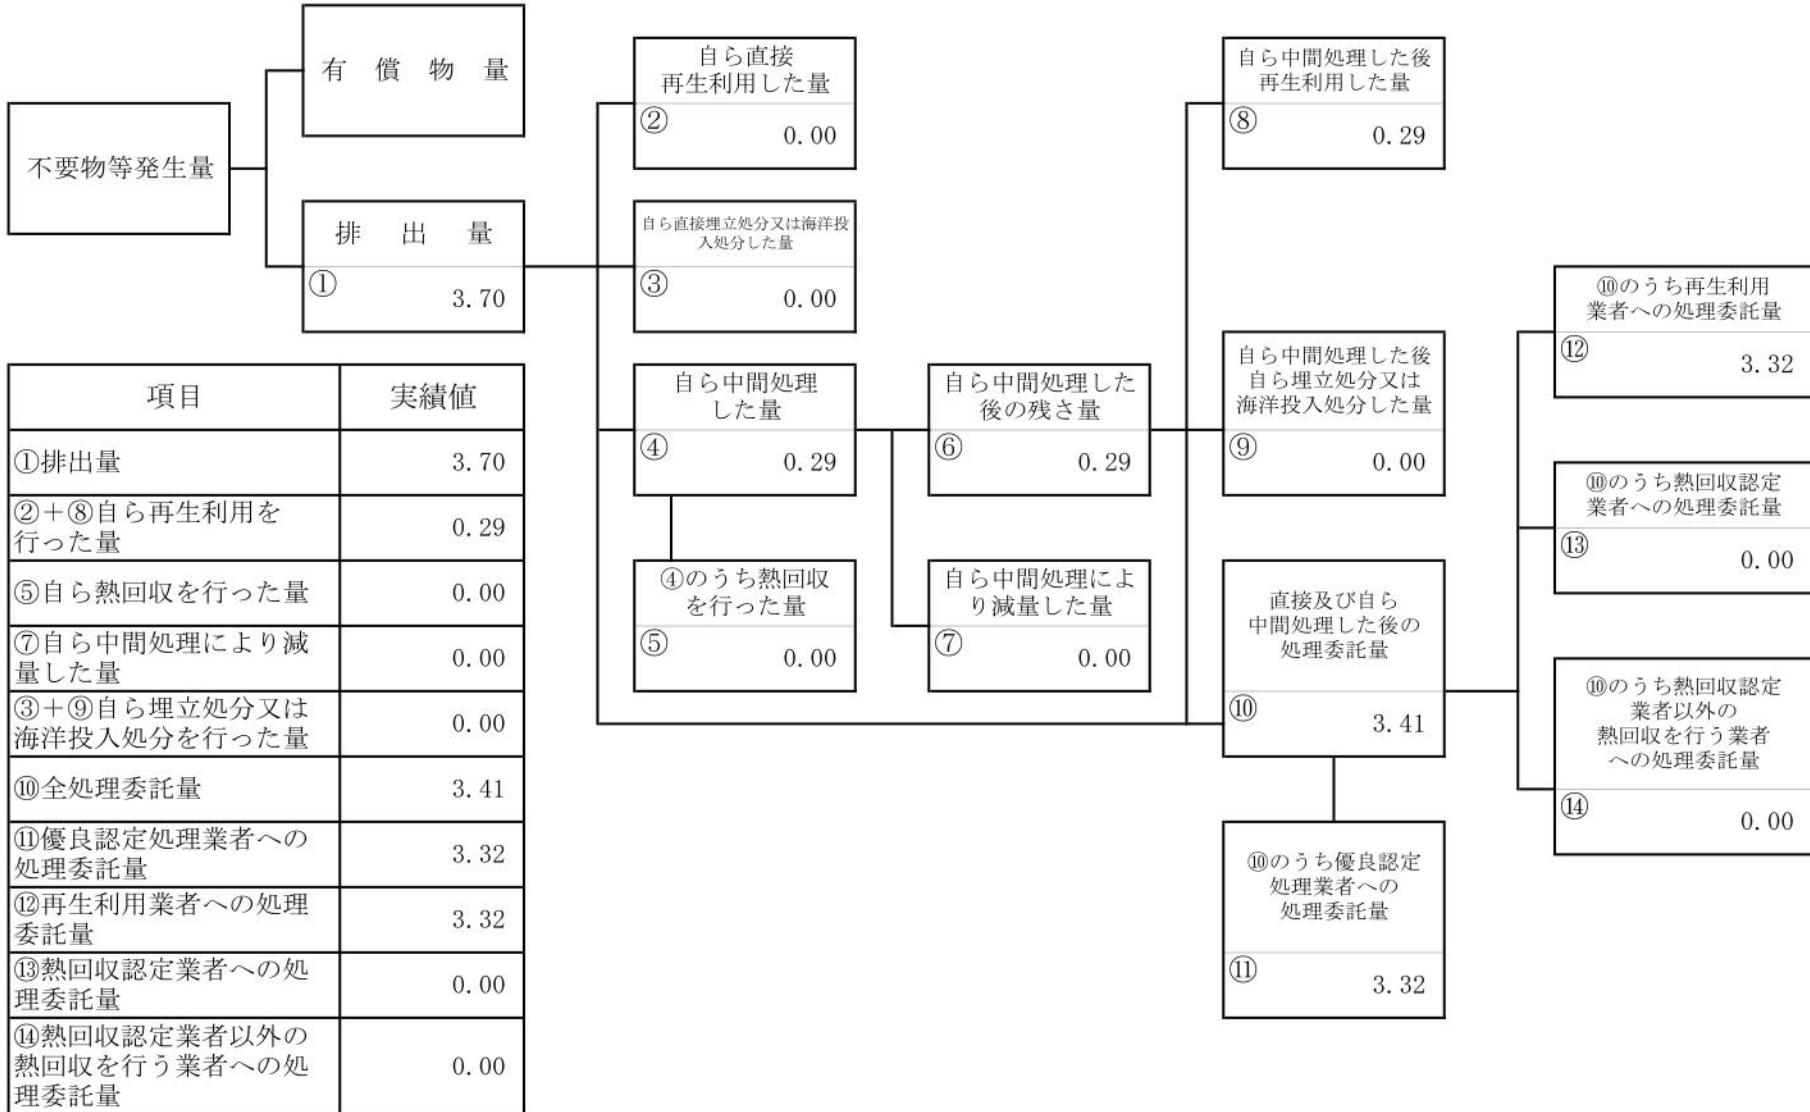 不要物等発生量
有償物量
排出量
①
3.70
自ら直接
再生利用した量
②
0.00
自ら直接埋立処分又は海洋投
入処分した量
③
0.00
自ら中間処理
した量
④
0.29
④のうち熱回収
を行った量
⑤
0.00
自ら中間処理した
後の残さ量
⑥
0.29
自ら中間処理によ
り減量した量
⑦
0.00
自ら中間処理した後
再生利用した量
⑧
0.29
自ら中間処理した後
自ら埋立処分又は
海洋投入処分した量
⑨
0.00
直接及び自ら
中間処理した後の
処理委託量
⑩
3.41
⑩のうち優良認定
処理業者への
処理委託量
⑪
3.32
⑩のうち再生利用
業者への処理委託量
⑫
3.32
⑩のうち熱回収認定
業者への処理委託量
⑬
0.00
⑩のうち熱回収認定
業者以外の
熱回収を行う業者
への処理委託量
⑭
0.00
項目 実績値
①排出量 3.70
②＋⑧自ら再生利用を
行った量 0.29
⑤自ら熱回収を行った量 0.00
⑦自ら中間処理により減
量した量 0.00
③＋⑨自ら埋立処分又は
海洋投入処分を行った量 0.00
⑩全処理委託量 3.41
⑪優良認定処理業者への
処理委託量 3.32
⑫再生利用業者への処理
委託量 3.32
⑬熱回収認定業者への処
理委託量 0.00
⑭熱回収認定業者以外の
熱回収を行う業者への処
理委託量 0.00